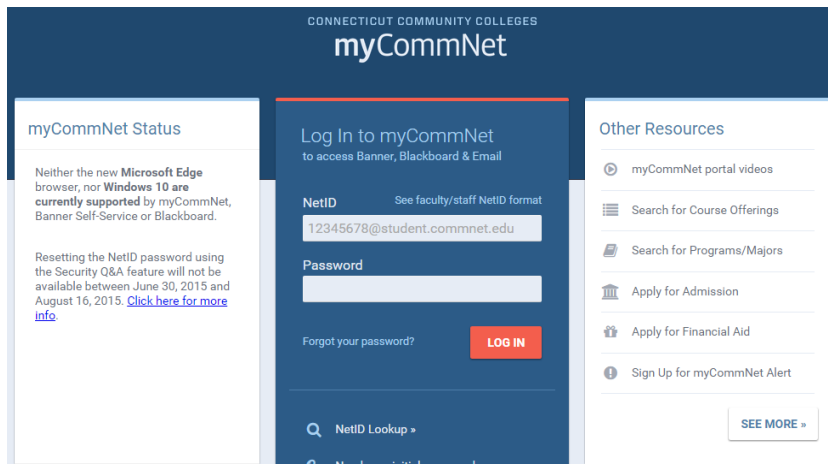 CONNECTICUT COMMUNITY COLLEGES
myCommNet
myCommNet Status
Neither the new Microsoft Edge
browser, nor Windows 10 are
currently supported by myCommNet,
Banner Self-Service or Blackboard.
Resetting the NetID password using
the Security Q&A feature will not be
available between June 30, 2015 and
August 16, 2015. Click here for more
info.
Log In to myCommNet
to access Banner, Blackboard & Email
NetID See faculty/staff NetID format
12345678@student.commnet.edu
Password
Forgot your password? LOG IN
NetID Lookup »
Other Resources
myCommNet portal videos
Search for Course Offerings
Search for Programs/Majors
Apply for Admission
Apply for Financial Aid
Sign Up for myCommNet Alert
SEE MORE »